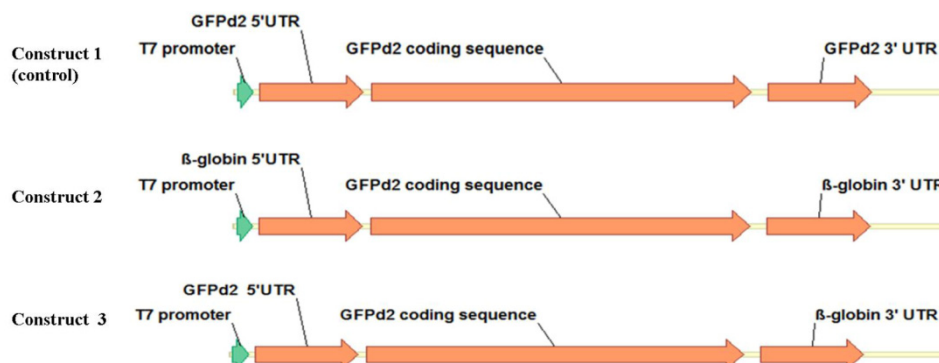 GFPd2 5'UTR
T7 promoter
GFPd2 coding sequence
GFPd2 3' UTR
Construct 1
(control)
ß-globin 5'UTR
T7 promoter
GFPd2 coding sequence
ß-globin 3' UTR
Construct 2
GFPd2 5'UTR
T7 promoter
GFPd2 coding sequence
ß-globin 3' UTR
Construct 3